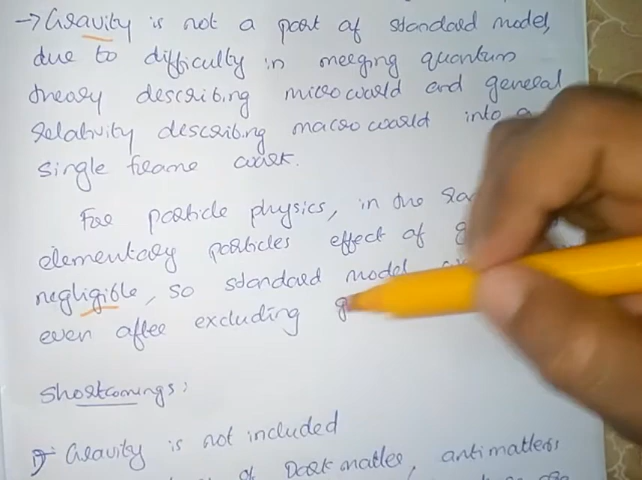 → Gravity is not a part of standard model,
due to difficulty in merging quantum
theory describing microworld and general
relativity describing macroworld into a
single frame work.
For particle physics, in the
elementary particles effect of
negligible, so standard model
even after excluding
Shortcomings:
Gravity is not included
of Dark matter, antimatters